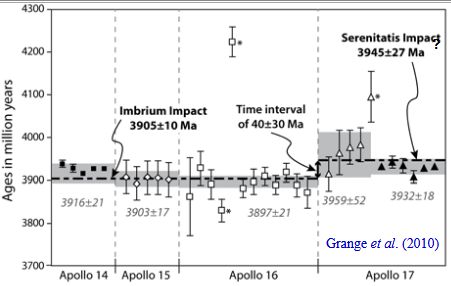 4300
4200
4100
4000
3900
3800
3700
Ages in million years
Serenitatis Impact
?
3945±27 Ma
*
*
Imbrium Impact
3905±10 Ma
Time interval
of 40±30 Ma
*
3916±21
3903±17
3897±21
3959±52
3932±18
Grange et al. (2010)
Apollo 14
Apollo 15
Apollo 16
Apollo 17